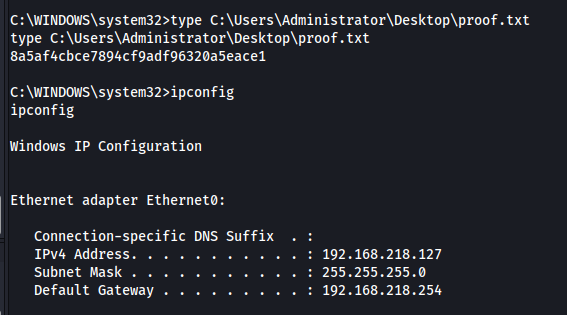 C:\WINDOWS\system32>type C:\Users\Administrator\Desktop\proof.txt
type C:\Users\Administrator\Desktop\proof.txt
8a5af4cbce7894cf9adf96320a5eace1
C:\WINDOWS\system32>ipconfig
ipconfig
Windows IP Configuration
Ethernet adapter Ethernet0:
   Connection-specific DNS Suffix  . :
   IPv4 Address. . . . . . . . . . . : 192.168.218.127
   Subnet Mask . . . . . . . . . . . : 255.255.255.0
   Default Gateway . . . . . . . . . : 192.168.218.254